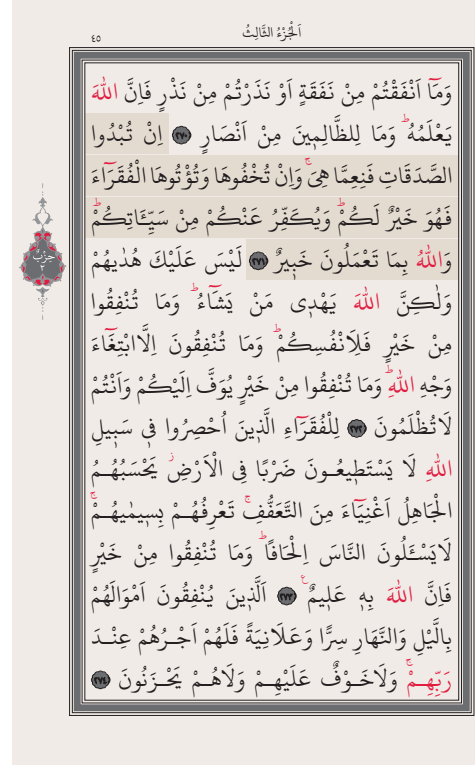 ٤٥
اَلْجُزْءُ الثَّالِثُ
وَمَٓا اَنْفَقْتُمْ مِنْ نَفَقَةٍ اَوْ نَذَرْتُمْ مِنْ نَذْرٍ فَاِنَّ اللّٰهَ
يَعْلَمُهُۜ وَمَا لِلظَّالِم۪ينَ مِنْ اَنْصَارٍ ﴿٢٧٠﴾ اِنْ تُبْدُوا
الصَّدَقَاتِ فَنِعِمَّا هِيَۚ وَاِنْ تُخْفُوهَا وَتُؤْتُوهَا الْفُقَرَٓاءَ
فَهُوَ خَيْرٌ لَكُمْۜ وَيُكَفِّرُ عَنْكُمْ مِنْ سَيِّـَٔاتِكُمْۜ
وَاللّٰهُ بِمَا تَعْمَلُونَ خَب۪يرٌ ﴿٢٧١﴾ لَيْسَ عَلَيْكَ هُدٰيهُمْ
وَلٰكِنَّ اللّٰهَ يَهْد۪ي مَنْ يَشَٓاءُۜ وَمَا تُنْفِقُوا
مِنْ خَيْرٍ فَلِاَنْفُسِكُمْۜ وَمَا تُنْفِقُونَ اِلَّا ابْتِغَٓاءَ
وَجْهِ اللّٰهِۜ وَمَا تُنْفِقُوا مِنْ خَيْرٍ يُوَفَّ اِلَيْكُمْ وَاَنْتُمْ
لَا تُظْلَمُونَ ﴿٢٧٢﴾ لِلْفُقَرَٓاءِ الَّذ۪ينَ اُحْصِرُوا ف۪ي سَب۪يلِ
اللّٰهِ لَا يَسْتَط۪يعُونَ ضَرْبًا فِي الْاَرْضِۘ يَحْسَبُهُمُ
الْجَاهِلُ اَغْنِيَٓاءَ مِنَ التَّعَفُّفِۚ تَعْرِفُهُمْ بِس۪يمٰيهُمْۚ
لَا يَسْـَٔلُونَ النَّاسَ اِلْحَافًاۜ وَمَا تُنْفِقُوا مِنْ خَيْرٍ
فَاِنَّ اللّٰهَ بِه۪ عَل۪يمٌ۟ ﴿٢٧٣﴾ اَلَّذ۪ينَ يُنْفِقُونَ اَمْوَالَهُمْ
بِالَّيْلِ وَالنَّهَارِ سِرًّا وَعَلَانِيَةً فَلَهُمْ اَجْرُهُمْ عِنْدَ
رَبِّهِمْۚ وَلَا خَوْفٌ عَلَيْهِمْ وَلَا هُمْ يَحْزَنُونَ ﴿٢٧٤﴾
حِزْبٌ
٢